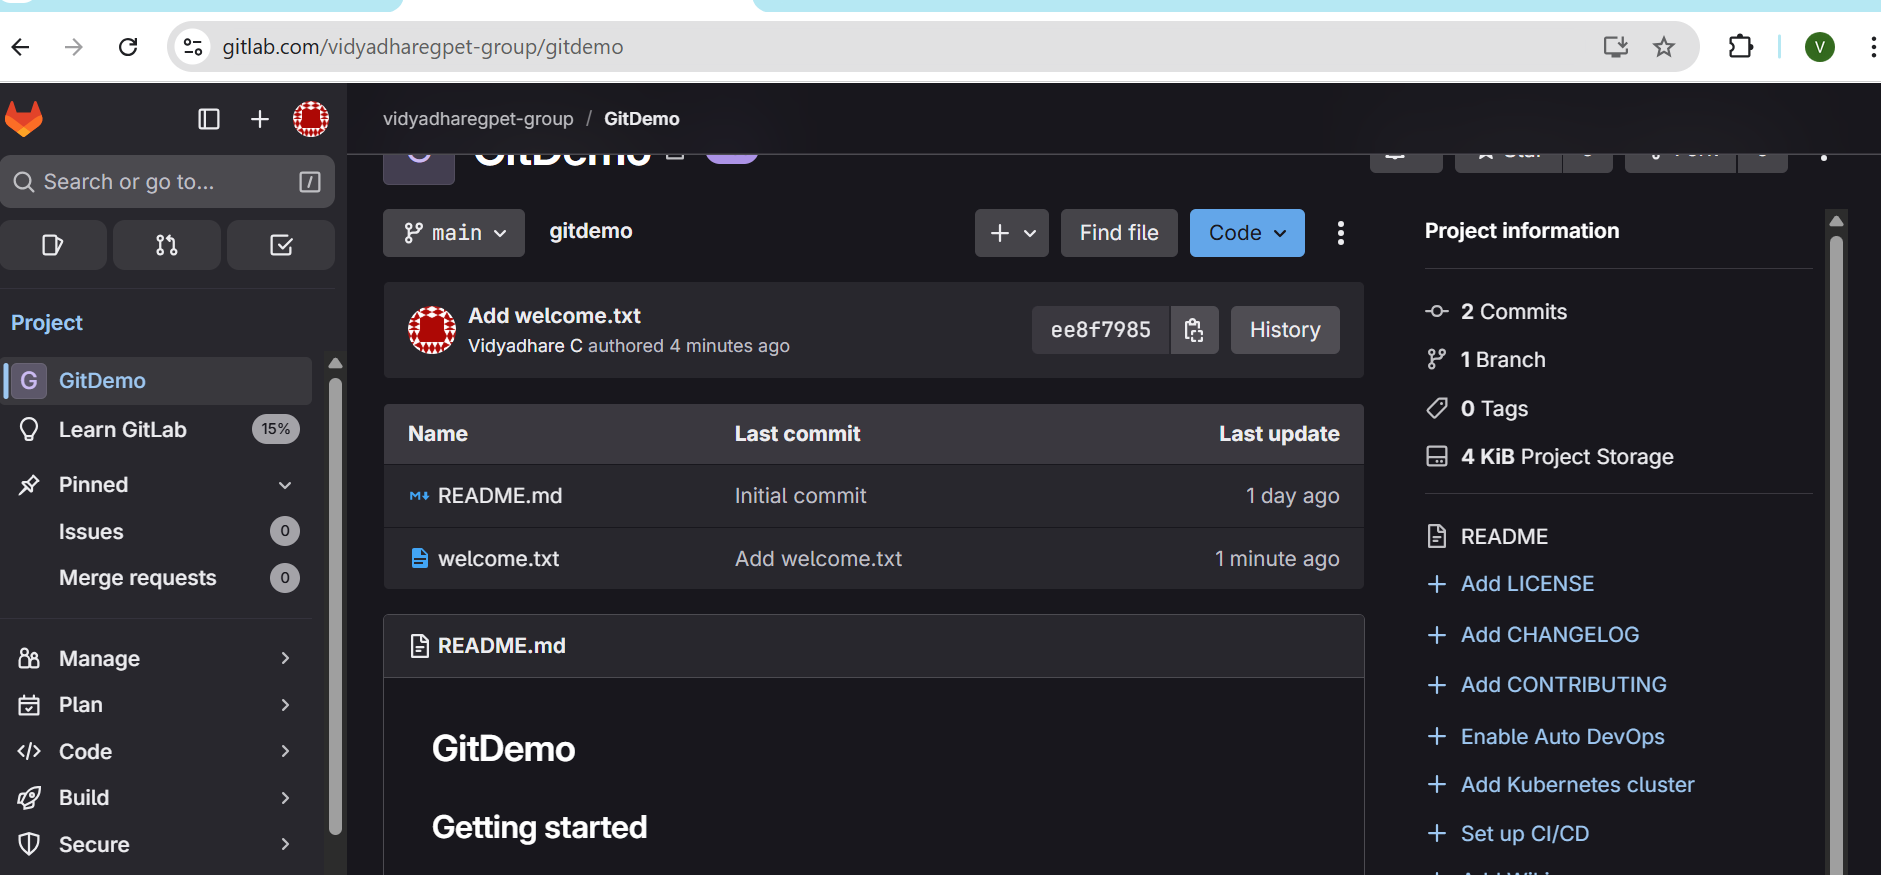 gitlab.com/vidyadharegpet-group/gitdemo
V
vidyadharegpet-group / GitDemo
Search or go to...
/
Project
G GitDemo
Learn GitLab 15%
Pinned
Issues 0
Merge requests 0
Manage
Plan
Code
Build
Secure
GitDemo
main gitdemo
Find file
Code
Add welcome.txt
Vidyadhare C authored 4 minutes ago
ee8f7985
History
Name Last commit Last update
README.md Initial commit 1 day ago
welcome.txt Add welcome.txt 1 minute ago
README.md
GitDemo
Getting started
Project information
2 Commits
1 Branch
0 Tags
4 KiB Project Storage
README
Add LICENSE
Add CHANGELOG
Add CONTRIBUTING
Enable Auto DevOps
Add Kubernetes cluster
Set up CI/CD